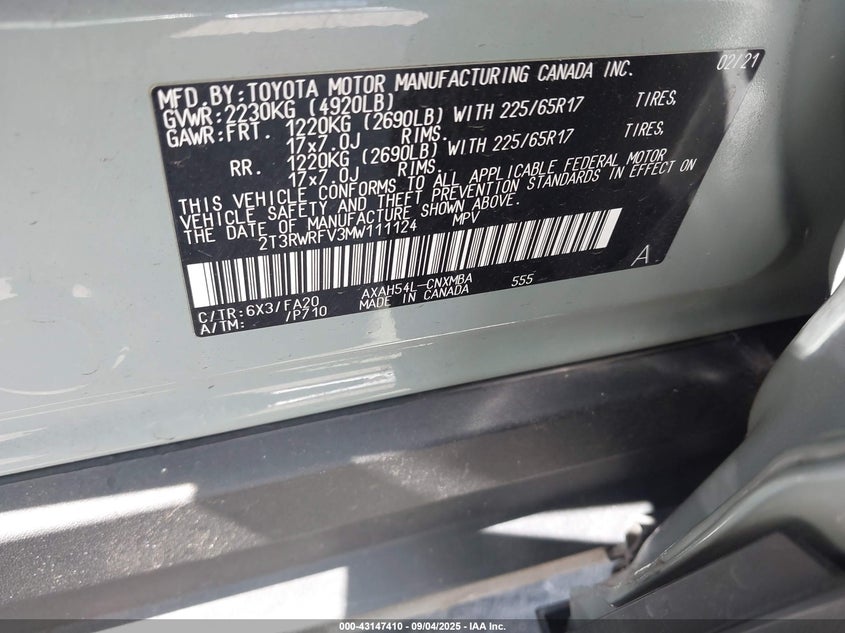 MFD. BY: TOYOTA MOTOR MANUFACTURING CANADA INC. 02/21
GVWR: 2230KG (4920LB)
GAWR: FRT. 1220KG (2690LB) WITH 225/65R17 TIRES,
17x7.0J RIMS.
RR. 1220KG (2690LB) WITH 225/65R17 TIRES,
17x7.0J RIMS
THIS VEHICLE CONFORMS TO ALL APPLICABLE FEDERAL MOTOR
VEHICLE SAFETY AND THEFT PREVENTION STANDARDS IN EFFECT ON
THE DATE OF MANUFACTURE SHOWN ABOVE.
2T3RWRFV3MW111124 MPV
C/TR: 6X3/FA20 AXAH54L-CNXMBA 555 A
A/TM: /P710 MADE IN CANADA
000-43147410 - 09/04/2025 - IAA Inc.